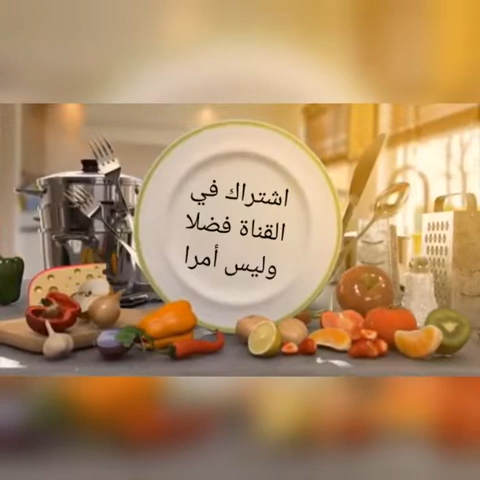 اشتراك في
القناة فضلا
وليس أمرا